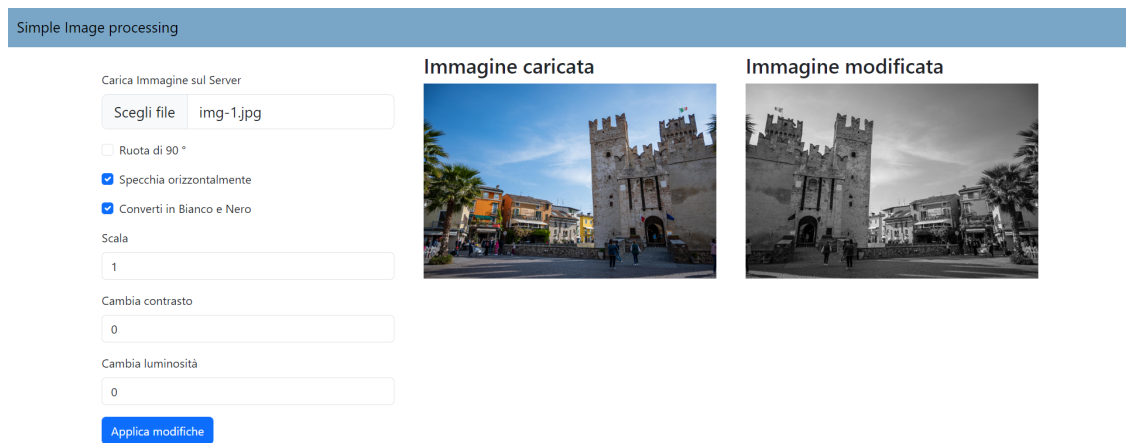 Simple Image processing
Carica Immagine sul Server
Scegli file img-1.jpg
Ruota di 90 °
Specchia orizzontalmente
Converti in Bianco e Nero
Scala
1
Cambia contrasto
0
Cambia luminosità
0
Applica modifiche
Immagine caricata
Immagine modificata